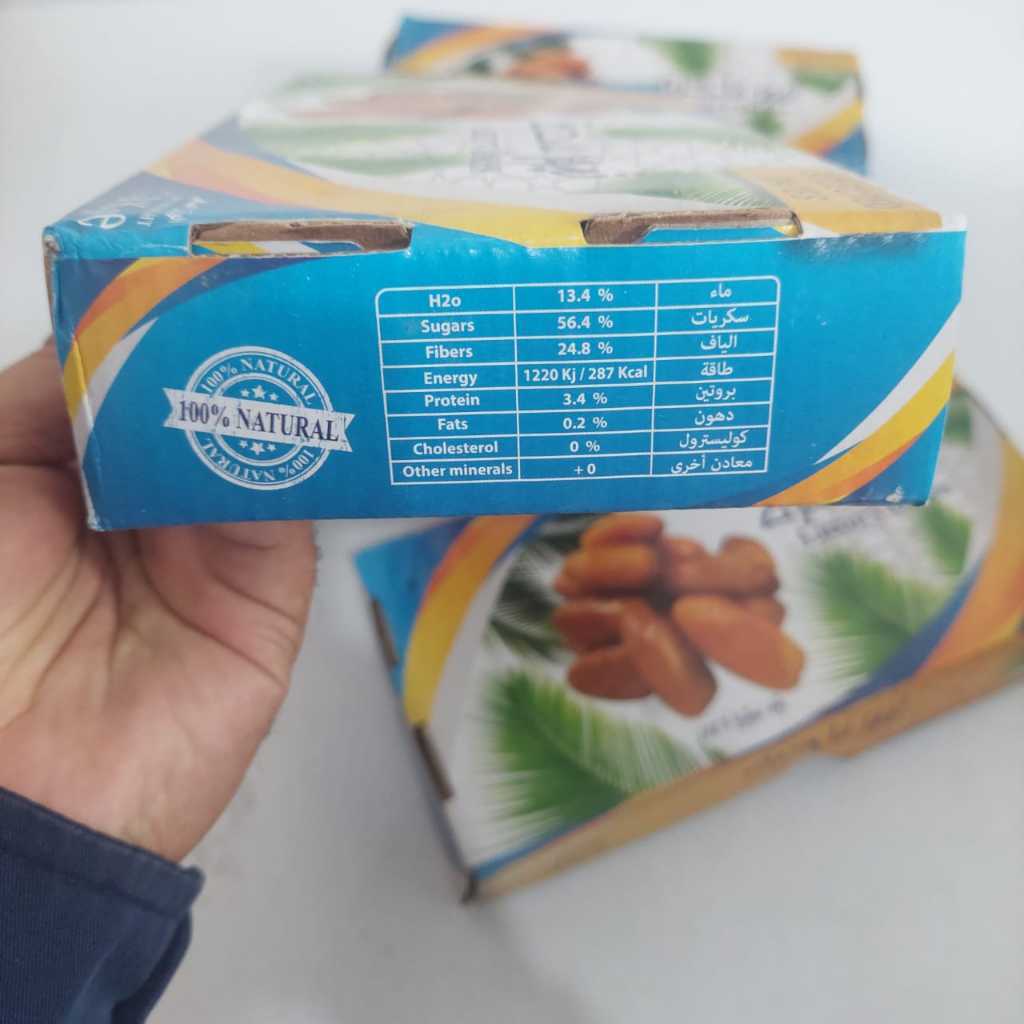 H2o 13.4 % ماء
Sugars 56.4 % سكريات
Fibers 24.8 % الياف
Energy 1220 Kj / 287 Kcal طاقة
Protein 3.4 % بروتين
Fats 0.2 % دهون
Cholesterol 0 % كوليسترول
Other minerals + 0 معادن أخرى
100% NATURAL
100% NATURAL
100% NATURAL